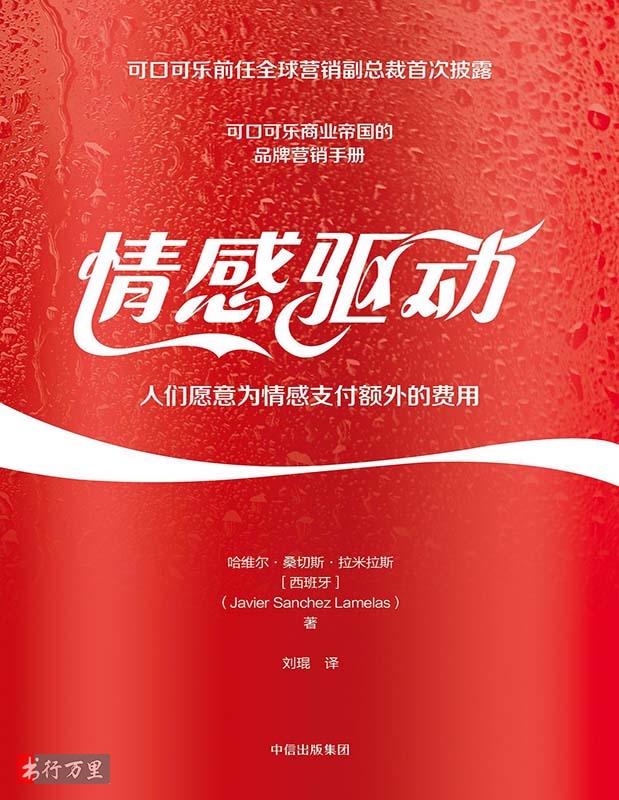 可口可乐前任全球营销副总裁首次披露
可口可乐商业帝国的
品牌营销手册
情感驱动
人们愿意为情感支付额外的费用
哈维尔·桑切斯·拉米拉斯
［西班牙］
（Javier Sanchez Lamelas）
著
刘琨 译
中信出版集团
书行万里